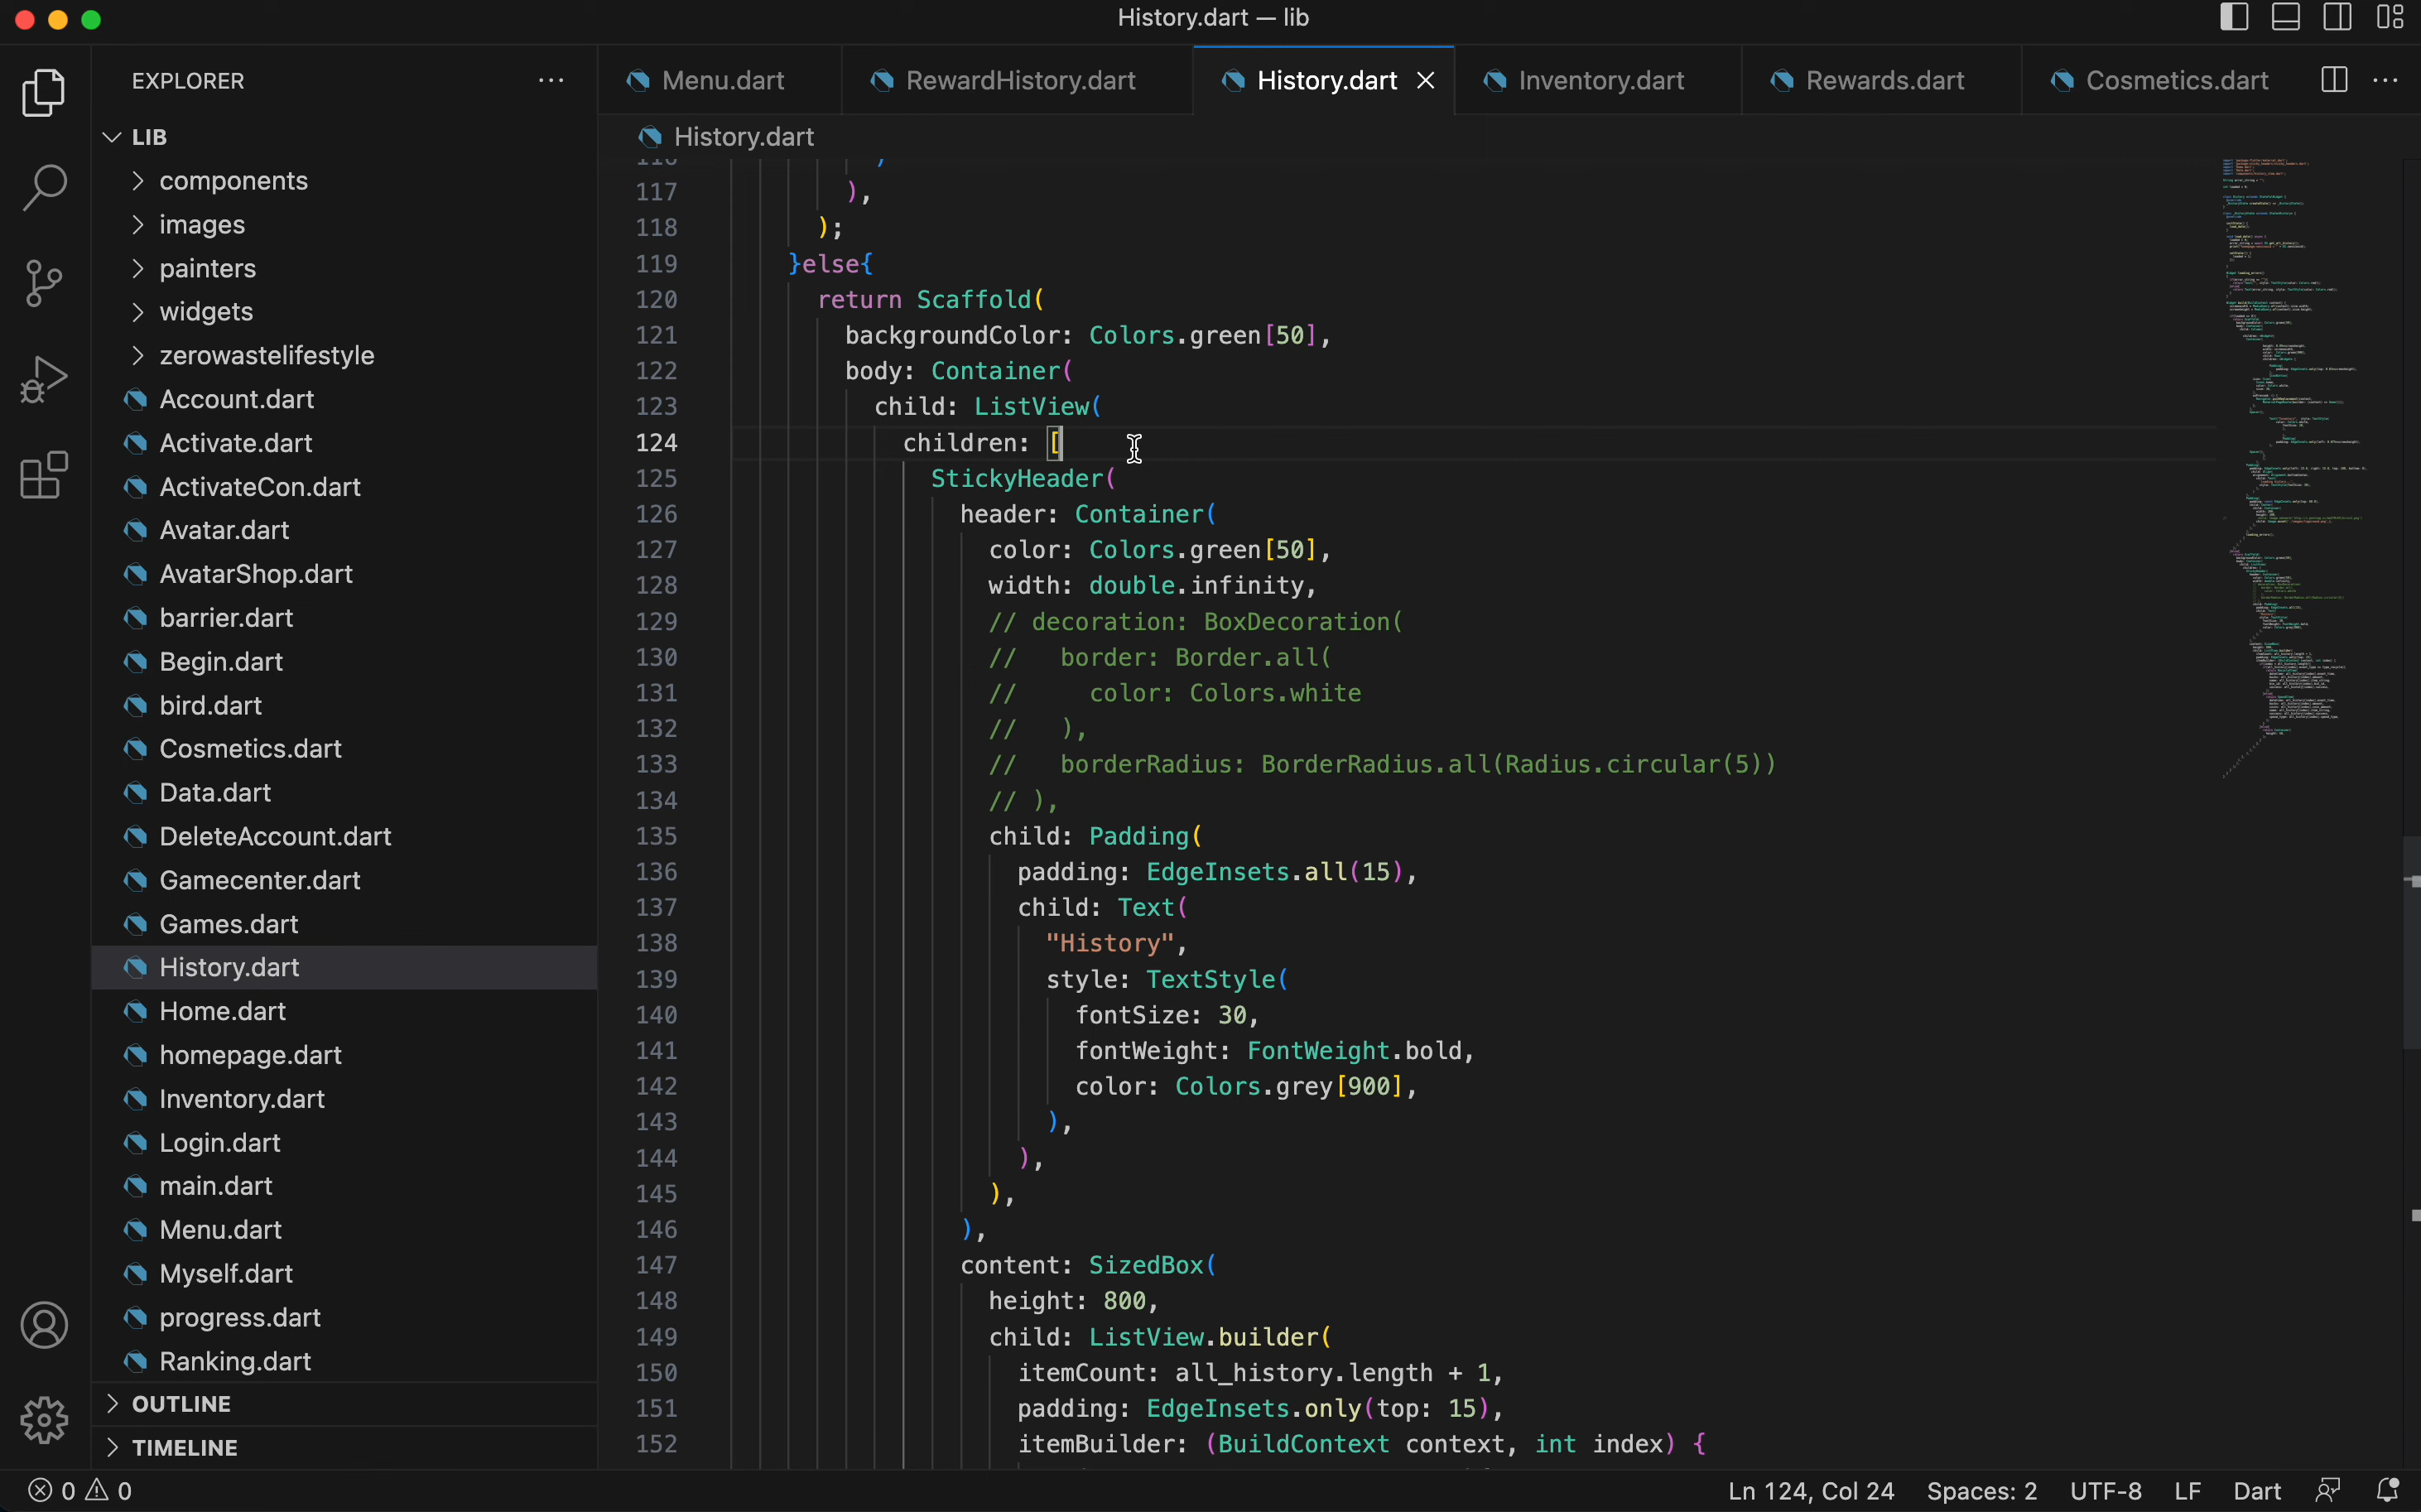 History.dart — lib
EXPLORER
LIB
components
images
painters
widgets
zerowastelifestyle
Account.dart
Activate.dart
ActivateCon.dart
Avatar.dart
AvatarShop.dart
barrier.dart
Begin.dart
bird.dart
Cosmetics.dart
Data.dart
DeleteAccount.dart
Gamecenter.dart
Games.dart
History.dart
Home.dart
homepage.dart
Inventory.dart
Login.dart
main.dart
Menu.dart
Myself.dart
progress.dart
Ranking.dart
OUTLINE
TIMELINE
Menu.dart RewardHistory.dart History.dart Inventory.dart Rewards.dart Cosmetics.dart
History.dart
117 ),
118 );
119 }else{
120 return Scaffold(
121 backgroundColor: Colors.green[50],
122 body: Container(
123 child: ListView(
124 children: [
125 StickyHeader(
126 header: Container(
127 color: Colors.green[50],
128 width: double.infinity,
129 // decoration: BoxDecoration(
130 //   border: Border.all(
131 //     color: Colors.white
132 //   ),
133 //   borderRadius: BorderRadius.all(Radius.circular(5))
134 // ),
135 child: Padding(
136 padding: EdgeInsets.all(15),
137 child: Text(
138 "History",
139 style: TextStyle(
140 fontSize: 30,
141 fontWeight: FontWeight.bold,
142 color: Colors.grey[900],
143 ),
144 ),
145 ),
146 ),
147 content: SizedBox(
148 height: 800,
149 child: ListView.builder(
150 itemCount: all_history.length + 1,
151 padding: EdgeInsets.only(top: 15),
152 itemBuilder: (BuildContext context, int index) {
0 0 Ln 124, Col 24 Spaces: 2 UTF-8 LF Dart